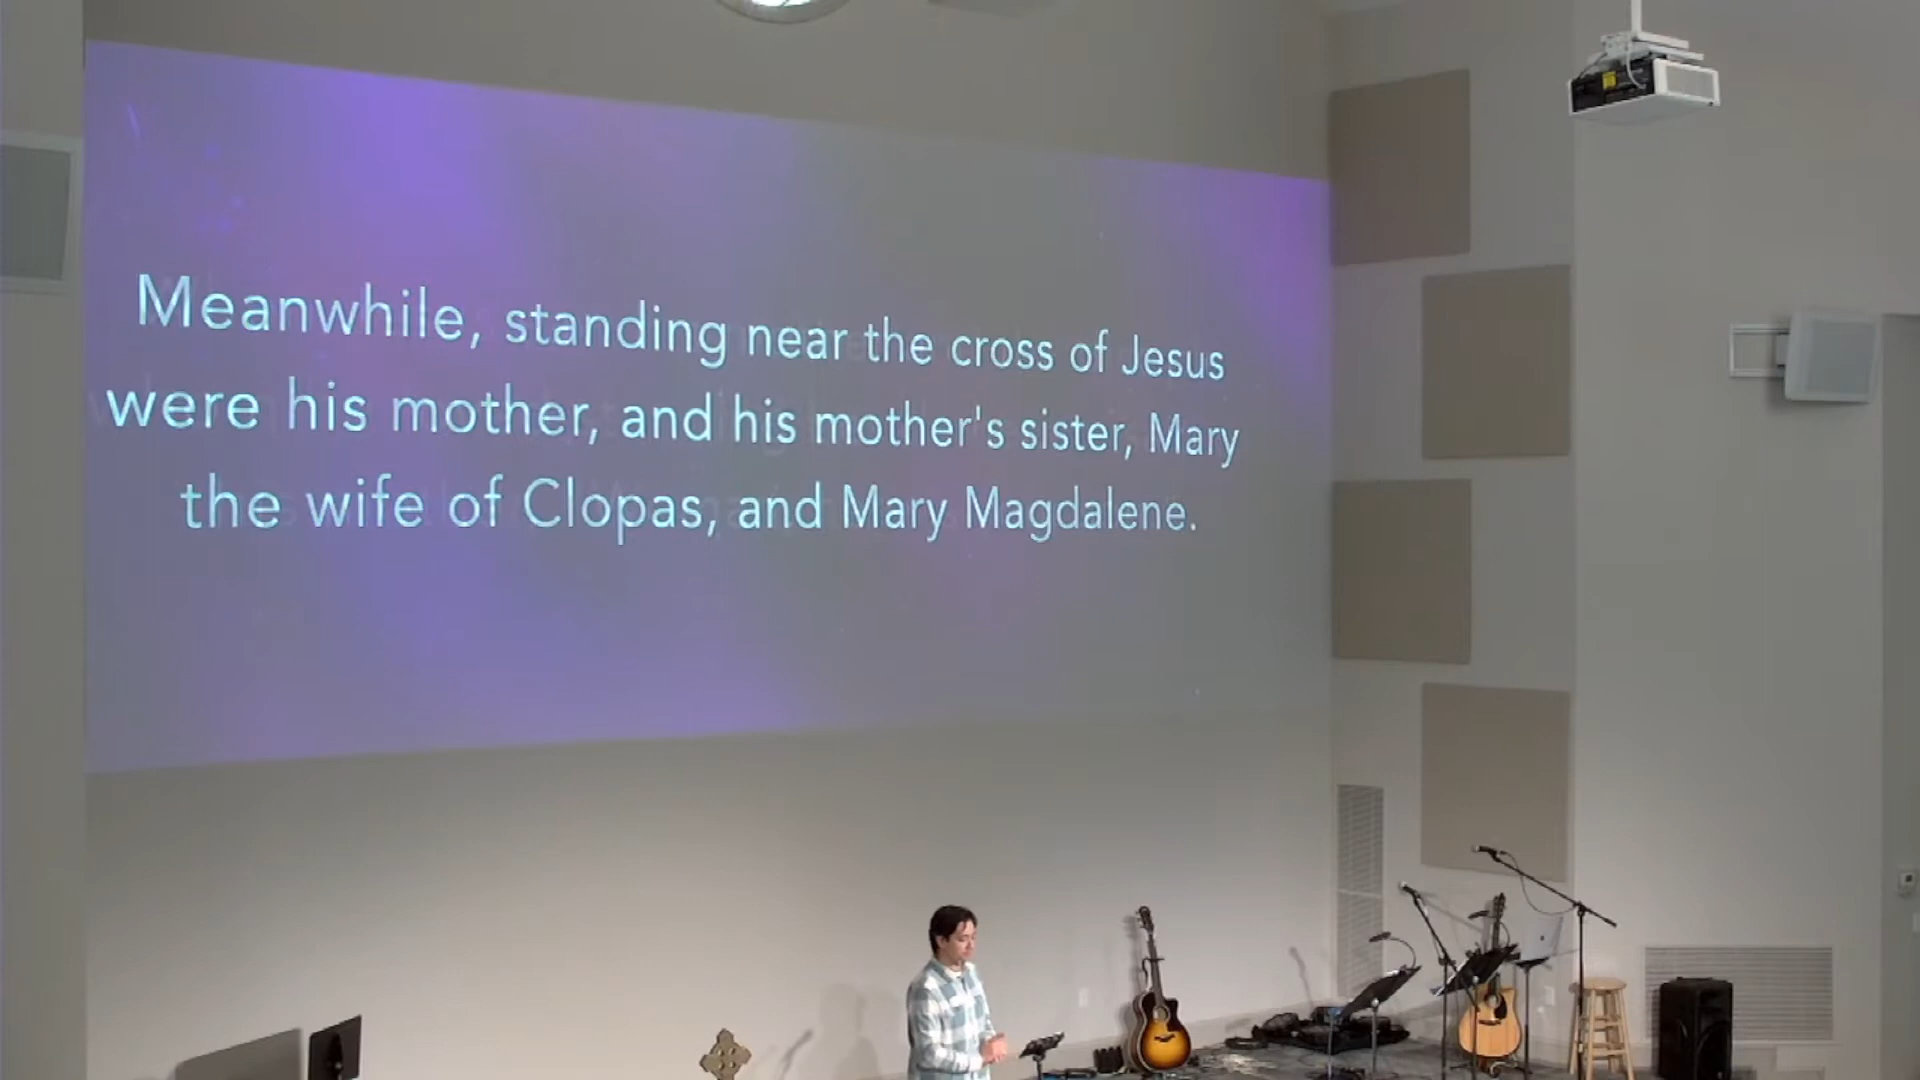 Meanwhile, standing near the cross of Jesus
were his mother, and his mother's sister, Mary
the wife of Clopas, and Mary Magdalene.